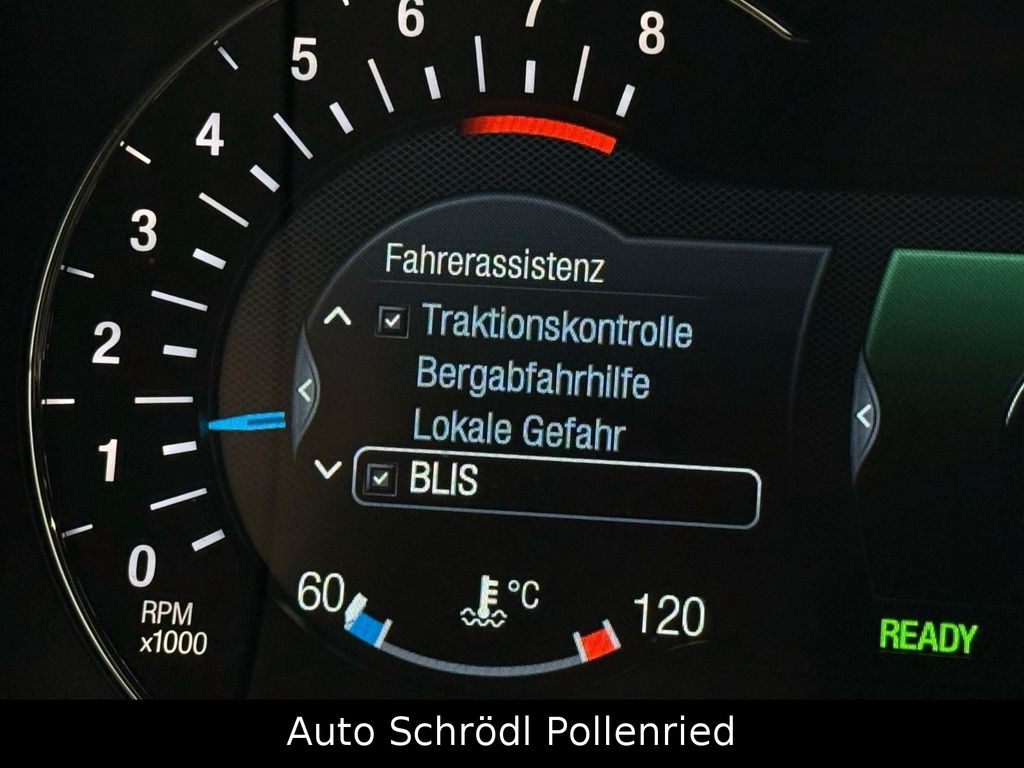 6 7 8
5
4
3
2
1
0
RPM
x1000
Fahrerassistenz
Traktionskontrolle
Bergabfahrhilfe
Lokale Gefahr
BLIS
60 °C 120
READY
Auto Schrödl Pollenried